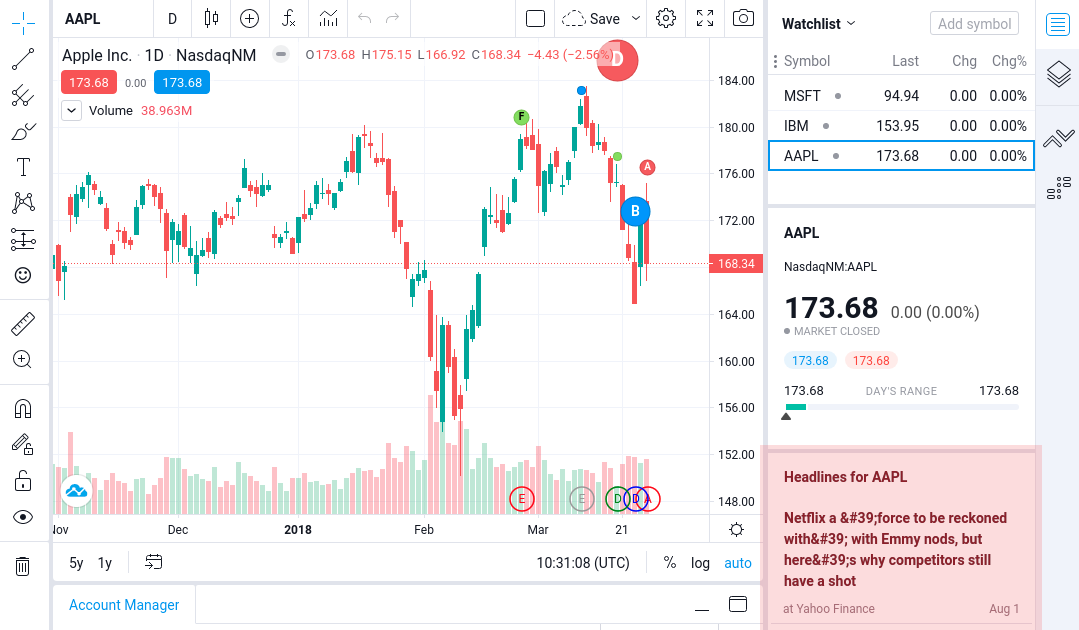 AAPL D Save
Apple Inc. · 1D · NasdaqNM O173.68 H175.15 L166.92 C168.34 −4.43 (−2.56%)
173.68 0.00 173.68
Volume 38.963M
D
F
A
B
184.00
180.00
176.00
172.00
168.34
164.00
160.00
156.00
152.00
148.00
E E D D A
Nov Dec 2018 Feb Mar 21
5y 1y 10:31:08 (UTC) % log auto
Account Manager
Watchlist Add symbol
Symbol Last Chg Chg%
MSFT 94.94 0.00 0.00%
IBM 153.95 0.00 0.00%
AAPL 173.68 0.00 0.00%
AAPL
NasdaqNM:AAPL
173.68 0.00 (0.00%)
MARKET CLOSED
173.68 173.68
173.68 DAY'S RANGE 173.68
Headlines for AAPL
Netflix a &#39;force to be reckoned
with&#39; with Emmy nods, but
here&#39;s why competitors still
have a shot
at Yahoo Finance Aug 1